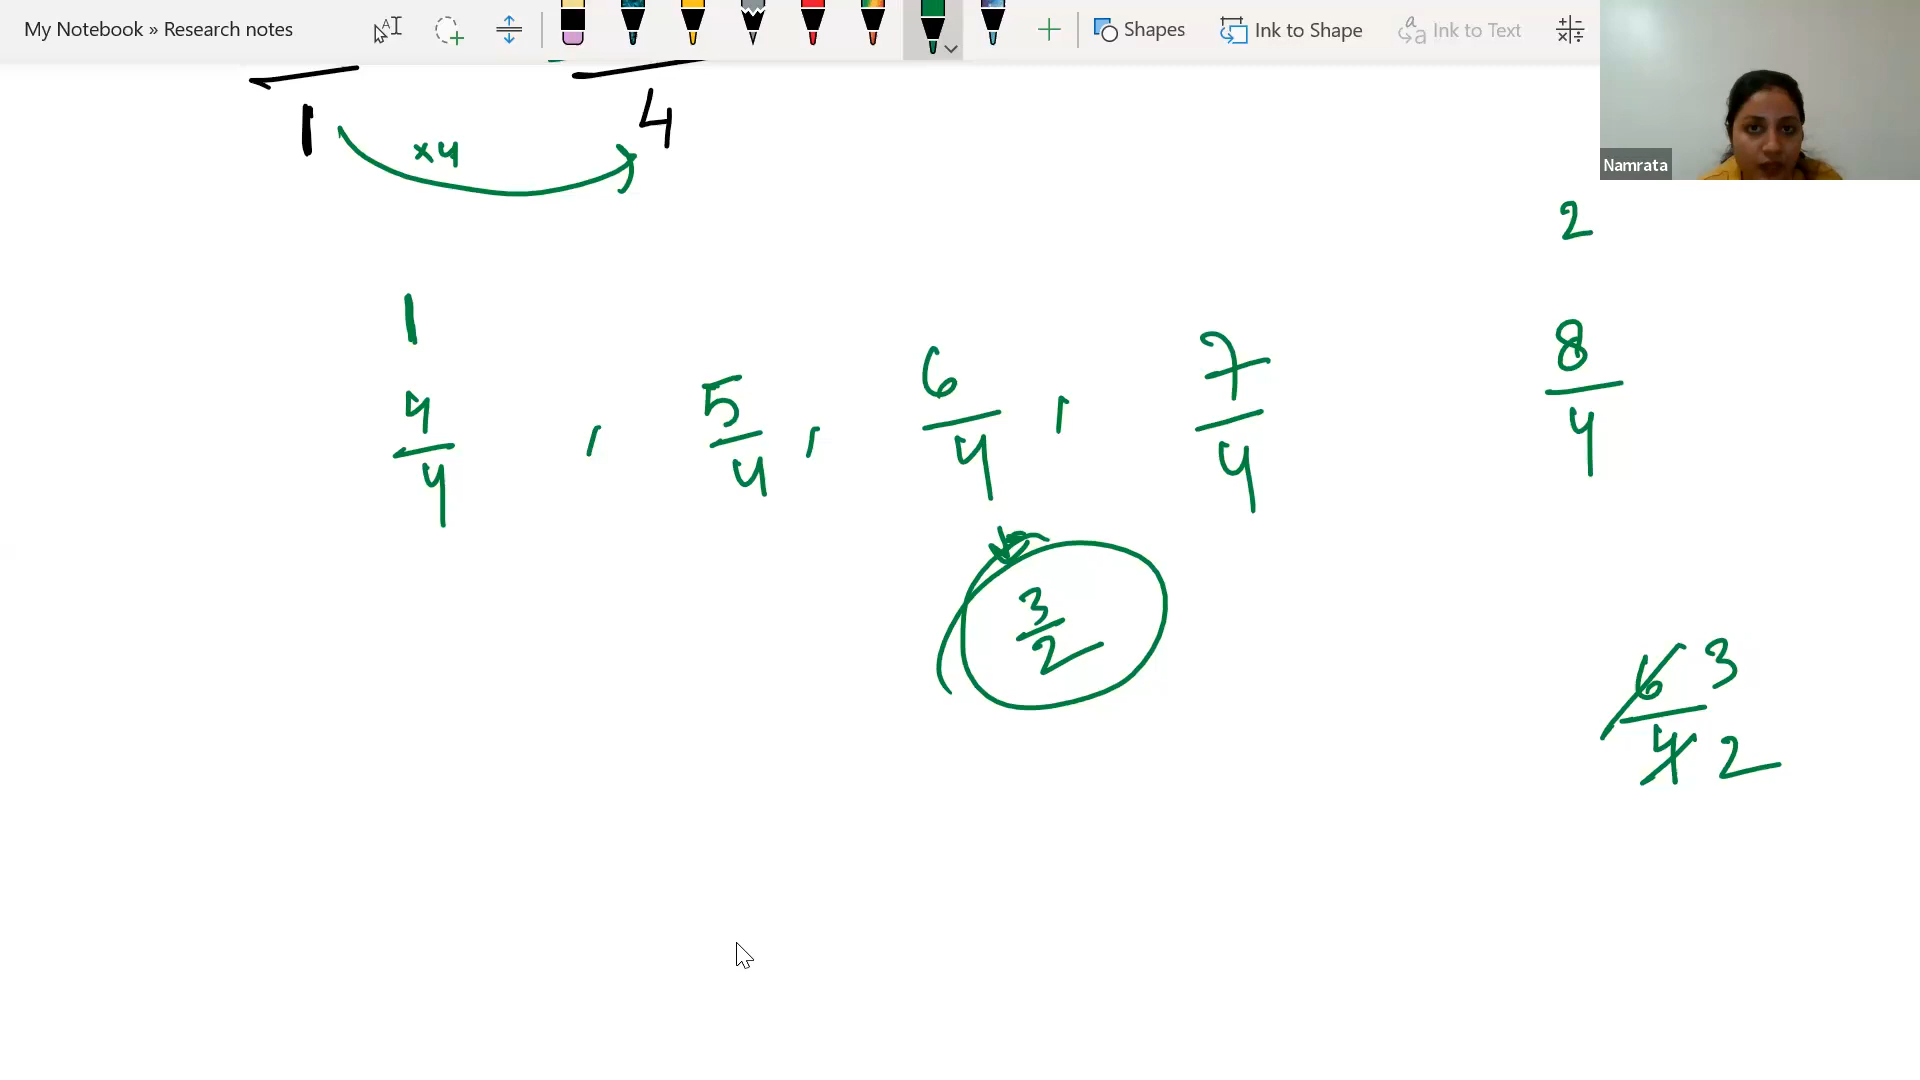 My Notebook » Research notes
Shapes
Ink to Shape
Ink to Text
Namrata
1
4
×4
2
1
4/4 , 5/4 , 6/4 , 7/4 8/4
3/2
6/4 3/2